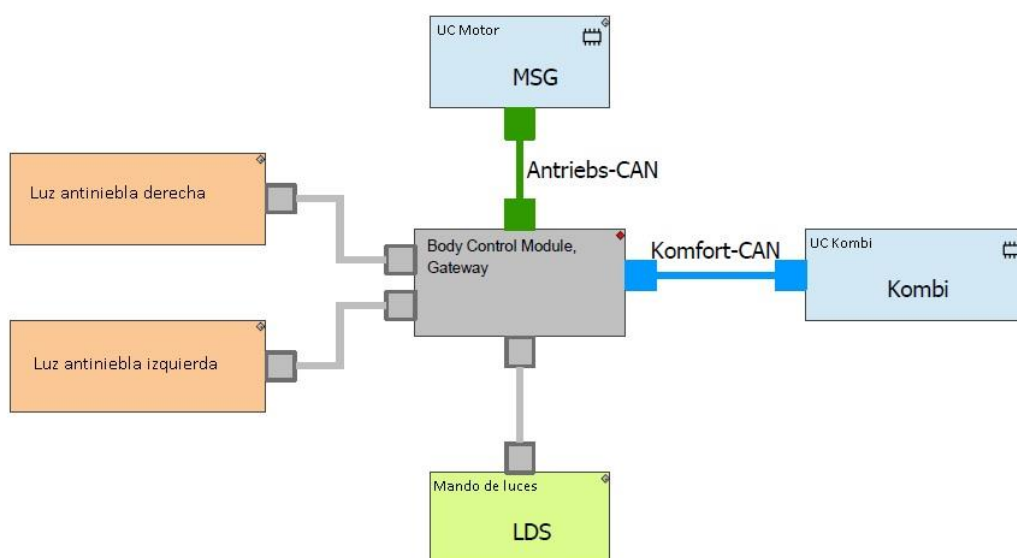 UC Motor
MSG
Antriebs-CAN
Luz antiniebla derecha
Body Control Module,
Gateway
Komfort-CAN
UC Kombi
Kombi
Luz antiniebla izquierda
Mando de luces
LDS